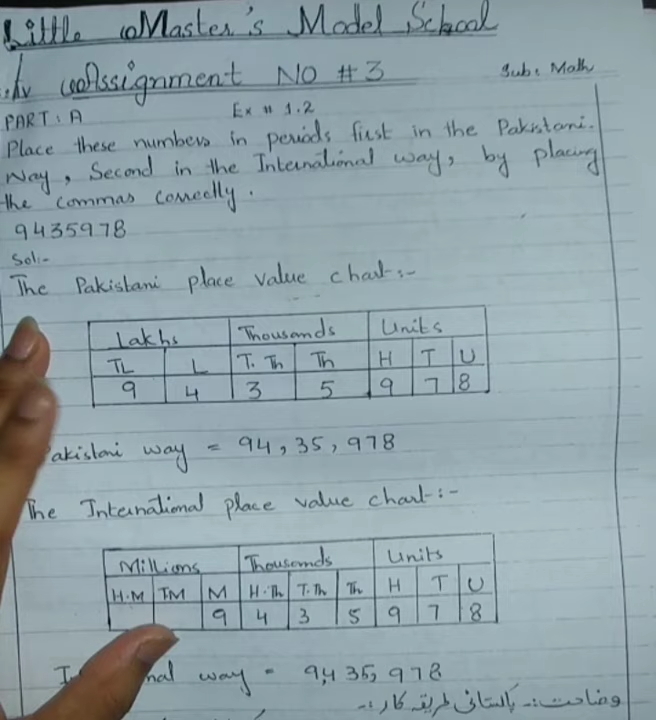 Little Master's Model School
Assignment NO # 3 Sub: Math
PART: A Ex # 1.2
Place these numbers in periods first in the Pakistani
Way, Second in the International way, by placing
the commas correctly.
9435978
Sol:-
The Pakistani place value chart:-
Lakhs Thousands Units
TL L T.Th Th H T U
9 4 3 5 9 7 8
akistani way = 94,35,978
The International place value chart:-
Millions Thousands Units
H.M TM M H.Th T.Th Th H T U
9 4 3 5 9 7 8
nal way = 9,435,978
وضاحت:- پاکستانی طریقہ کار:-